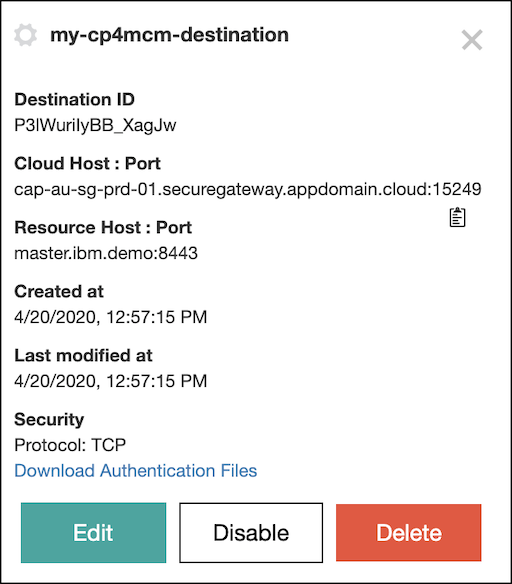 my-cp4mcm-destination
Destination ID
P3lWuriIyBB_XagJw
Cloud Host : Port
cap-au-sg-prd-01.securegateway.appdomain.cloud:15249
Resource Host : Port
master.ibm.demo:8443
Created at
4/20/2020, 12:57:15 PM
Last modified at
4/20/2020, 12:57:15 PM
Security
Protocol: TCP
Download Authentication Files
Edit
Disable
Delete